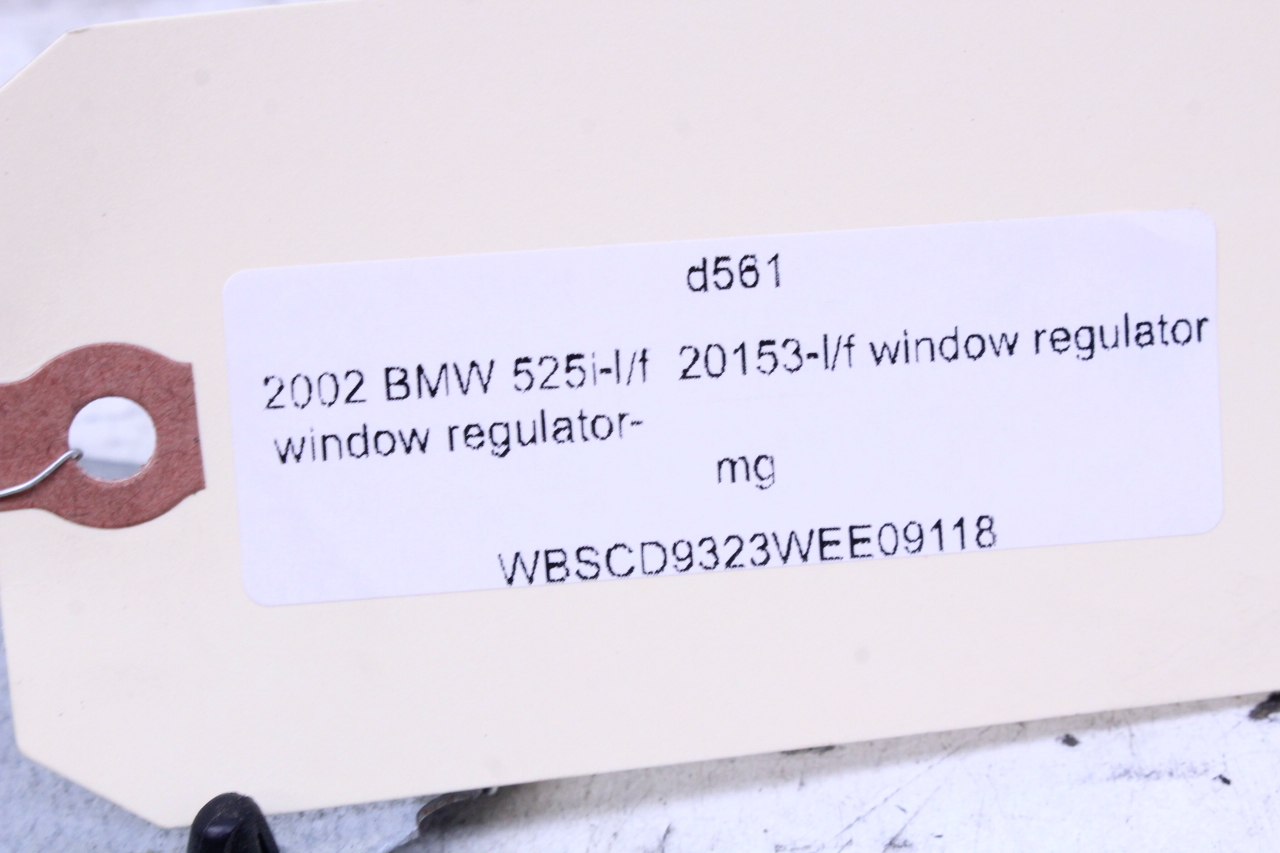 d561
2002 BMW 525i-l/f 20153-l/f window regulator
window regulator-
mg
WBSCD9323WEE09118